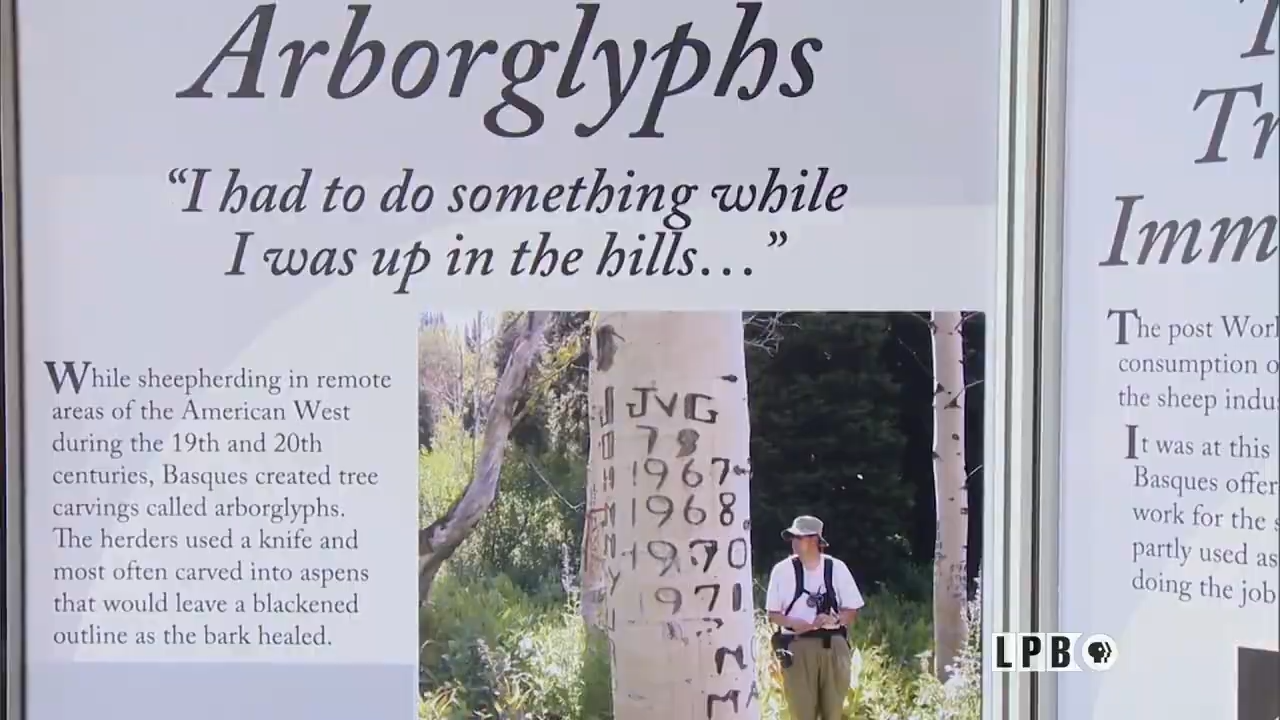 Arborglyphs
“I had to do something while
I was up in the hills…”
While sheepherding in remote
areas of the American West
during the 19th and 20th
centuries, Basques created tree
carvings called arborglyphs.
The herders used a knife and
most often carved into aspens
that would leave a blackened
outline as the bark healed.
JVG
78
1967
1968
1970
1971
JOHNNY
Imm
The post Worl
consumption o
the sheep indu
It was at this
Basques offer
work for the s
partly used as
doing the job
LPB